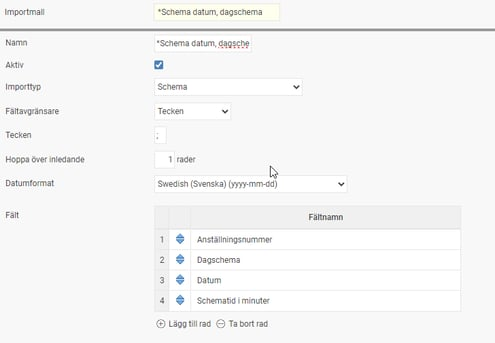 Importmall *Schema datum, dagschema
Namn *Schema datum, dagsche
Aktiv
Importtyp Schema
Fältavgränsare Tecken
Tecken ;
Hoppa över inledande 1 rader
Datumformat Swedish (Svenska) (yyyy-mm-dd)
Fält Fältnamn
1 Anställningsnummer
2 Dagschema
3 Datum
4 Schematid i minuter
Lägg till rad Ta bort rad